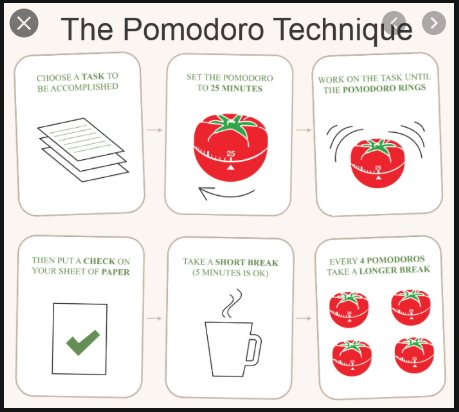 The Pomodoro Technique
CHOOSE A TASK TO
BE ACCOMPLISHED
SET THE POMODORO
TO 25 MINUTES
25
WORK ON THE TASK UNTIL
THE POMODORO RINGS
THEN PUT A CHECK ON
YOUR SHEET OF PAPER
TAKE A SHORT BREAK
(5 MINUTES IS OK)
EVERY 4 POMODOROS
TAKE A LONGER BREAK